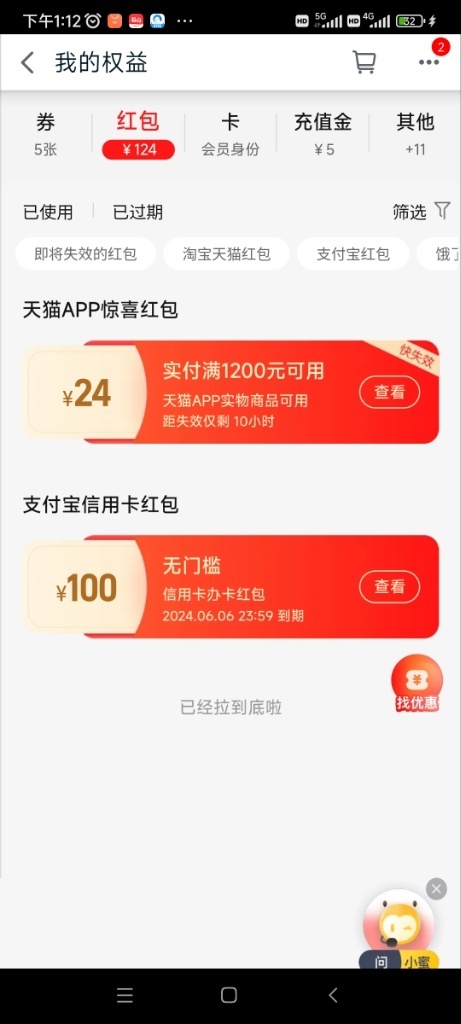 下午1:12
HD 5G HD 4G 32
我的权益
2
券
红包
卡
充值金
其他
5张
¥124
会员身份
¥5
+11
已使用
已过期
筛选
即将失效的红包
淘宝天猫红包
支付宝红包
饿了
天猫APP惊喜红包
快失效
¥24
实付满1200元可用
天猫APP实物商品可用
距失效仅剩 10小时
查看
支付宝信用卡红包
¥100
无门槛
信用卡办卡红包
2024.06.06 23:59 到期
查看
找优惠
已经拉到底啦
问 小蜜